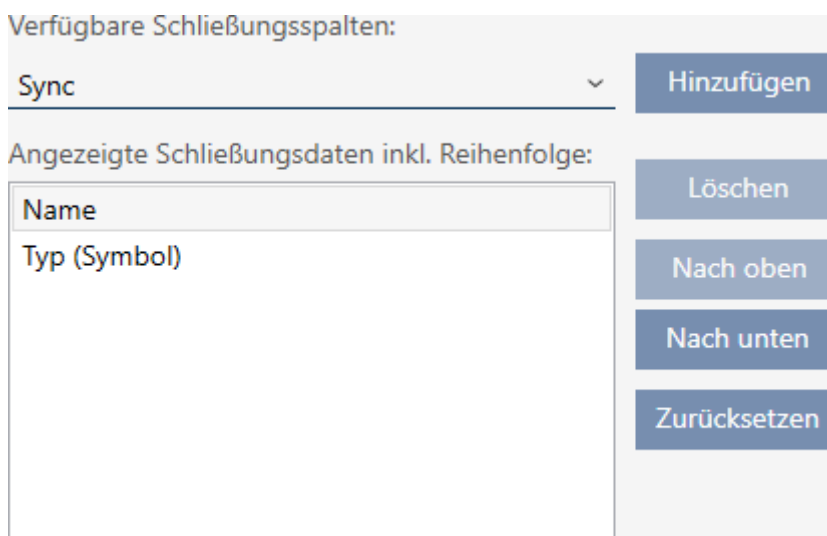 Verfügbare Schließungsspalten:
Sync
Hinzufügen
Angezeigte Schließungsdaten inkl. Reihenfolge:
Name
Typ (Symbol)
Löschen
Nach oben
Nach unten
Zurücksetzen